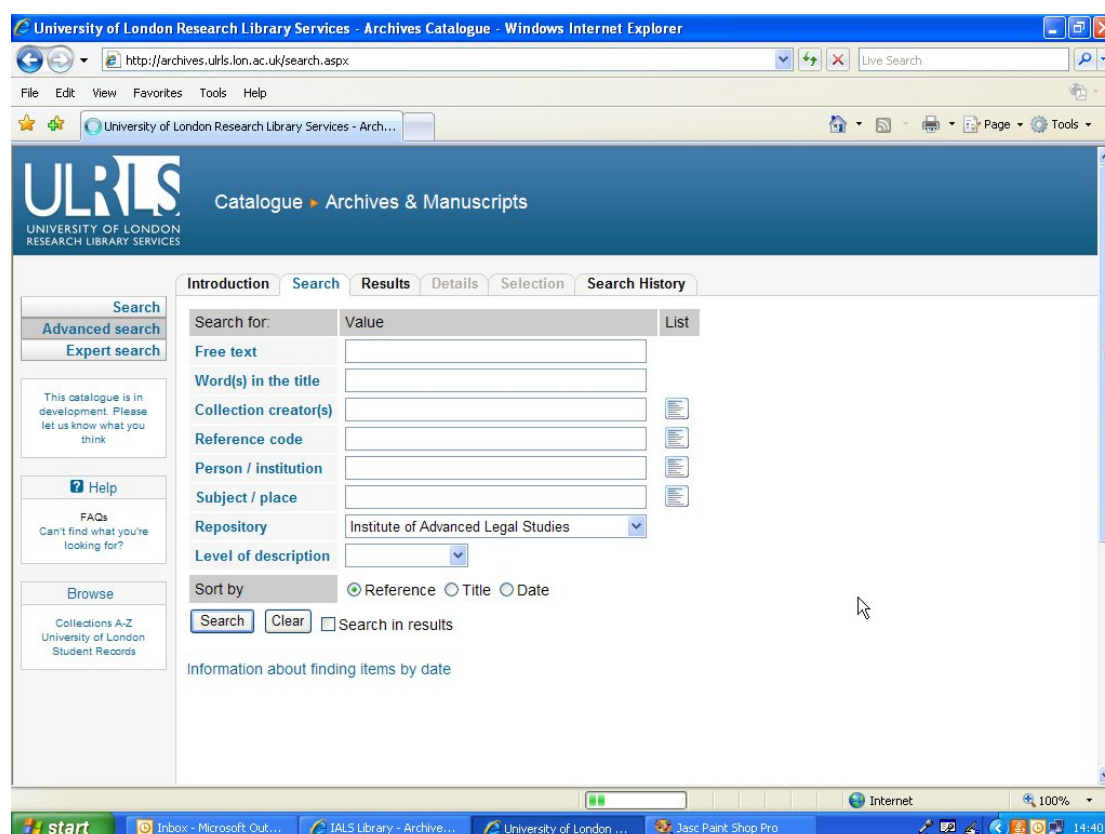 University of London Research Library Services - Archives Catalogue - Windows Internet Explorer
http://archives.ulrls.lon.ac.uk/search.aspx
Live Search
File Edit View Favorites Tools Help
University of London Research Library Services - Arch...
Page Tools
ULRLS
UNIVERSITY OF LONDON
RESEARCH LIBRARY SERVICES
Catalogue ▸ Archives & Manuscripts
Introduction Search Results Details Selection Search History
Search
Advanced search
Expert search
This catalogue is in
development. Please
let us know what you
think
? Help
FAQs
Can't find what you're
looking for?
Browse
Collections A-Z
University of London
Student Records
Search for: Value List
Free text
Word(s) in the title
Collection creator(s)
Reference code
Person / institution
Subject / place
Repository Institute of Advanced Legal Studies
Level of description
Sort by Reference Title Date
Search Clear Search in results
Information about finding items by date
Internet 100%
start Inbox - Microsoft Out... IALS Library - Archive... University of London ... Jasc Paint Shop Pro 14:40